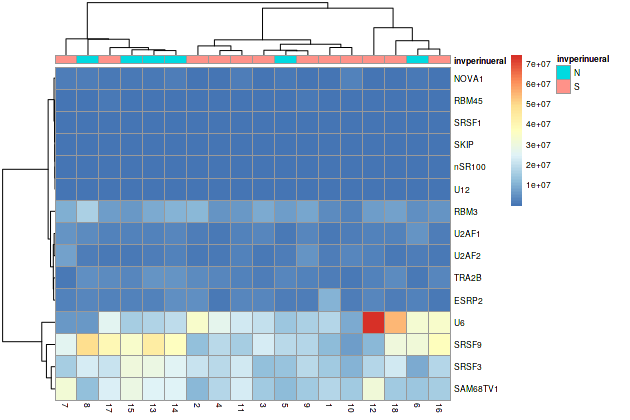 invperinueral
NOVA1
RBM45
SRSF1
SKIP
nSR100
U12
RBM3
U2AF1
U2AF2
TRA2B
ESRP2
U6
SRSF9
SRSF3
SAM68TV1
7 8 17 15 13 14 2 4 11 3 5 9 1 10 12 18 6 16
7e+07
6e+07
5e+07
4e+07
3e+07
2e+07
1e+07
invperinueral
N
S